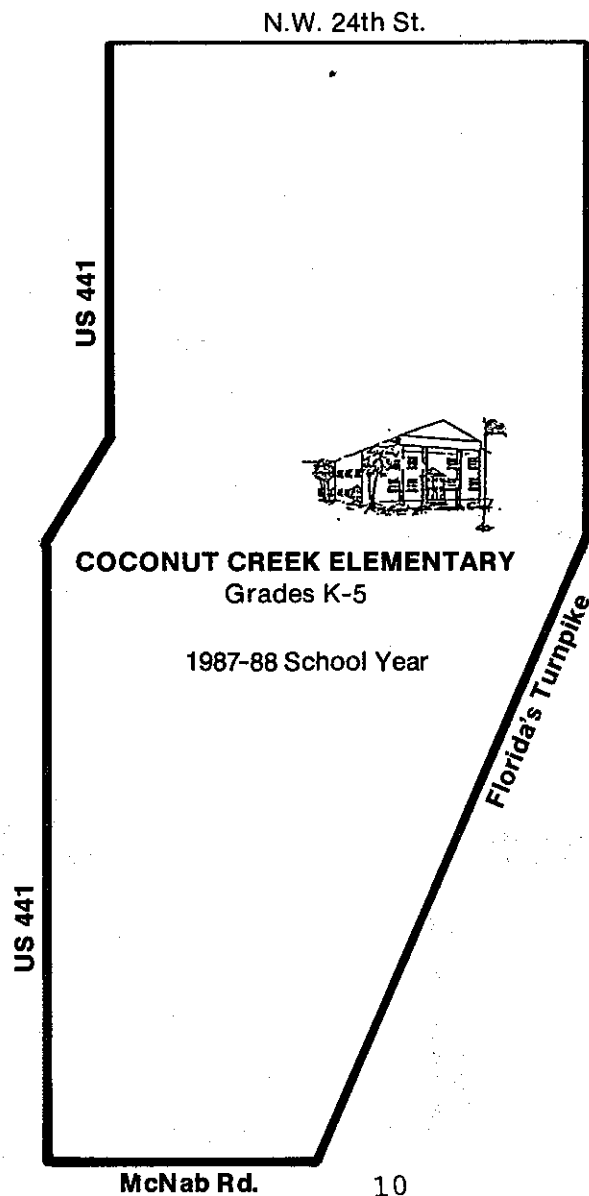 N.W. 24th St.
US 441
COCONUT CREEK ELEMENTARY
Grades K-5
1987-88 School Year
Florida's Turnpike
US 441
McNab Rd.
10